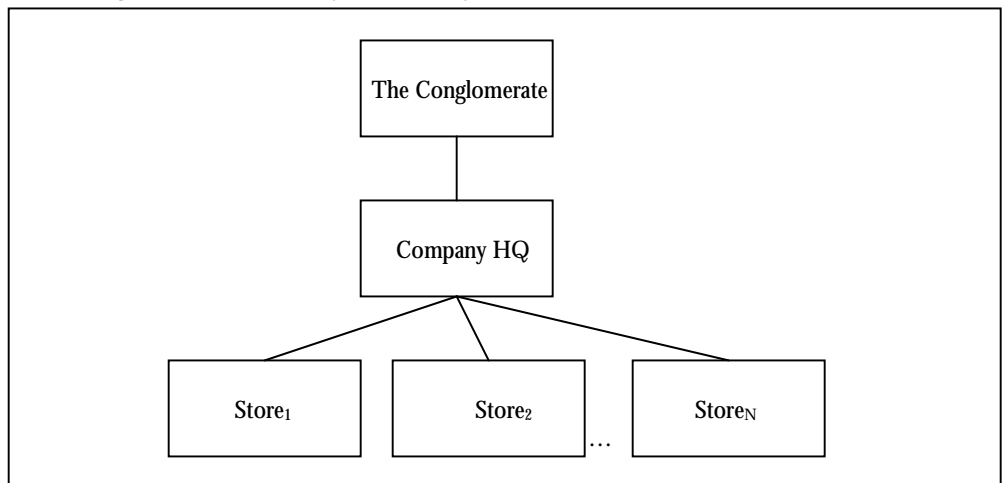 The Conglomerate
Company HQ
Store₁ Store₂ … Storeₙ